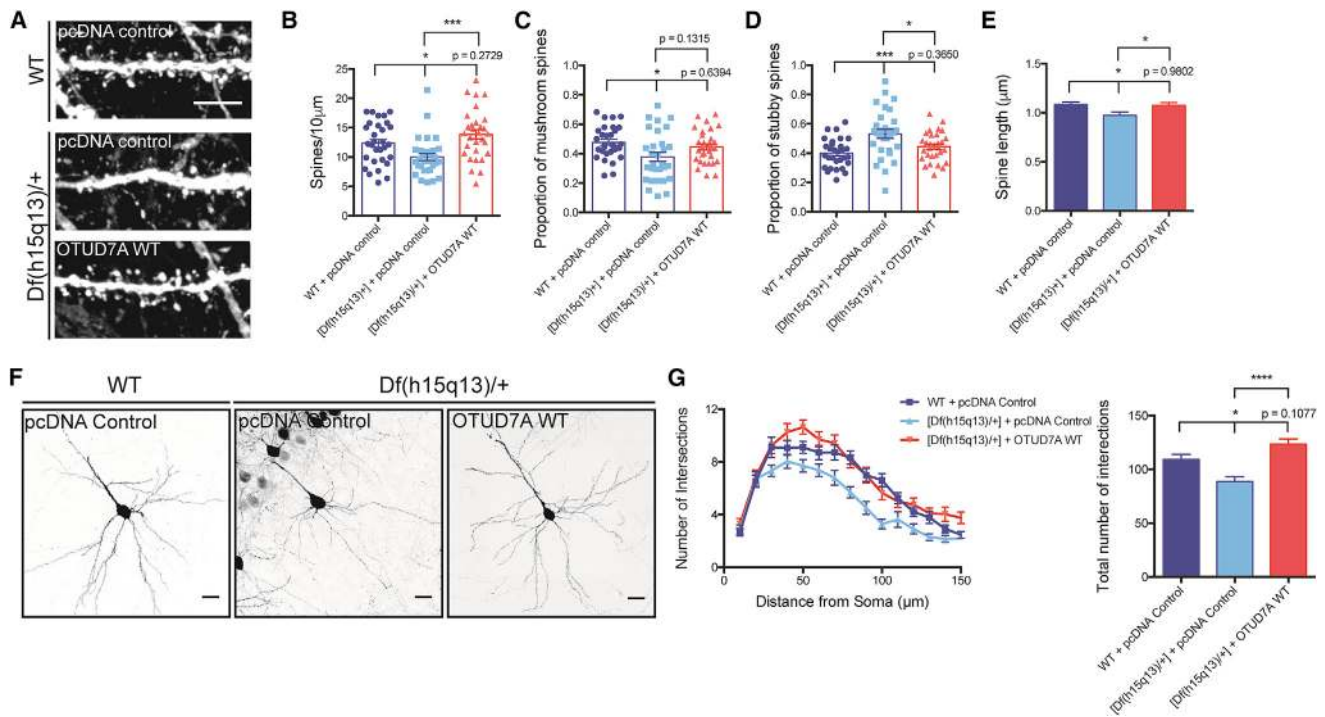 A
WT
pcDNA control
Df(h15q13)/+
pcDNA control
OTUD7A WT
B
***
*
p = 0.2729
Spines/10μm
25
20
15
10
5
0
WT + pcDNA control
[Df(h15q13)+] + pcDNA control
[Df(h15q13)/+] + OTUD7A WT
C
p = 0.1315
*
p = 0.6394
Proportion of mushroom spines
1.0
0.8
0.6
0.4
0.2
0.0
WT + pcDNA control
[Df(h15q13)+] + pcDNA control
[Df(h15q13)/+] + OTUD7A WT
D
*
p = 0.3650
***
Proportion of stubby spines
1.0
0.8
0.6
0.4
0.2
0.0
WT + pcDNA control
[Df(h15q13)+] + pcDNA control
[Df(h15q13)/+] + OTUD7A WT
E
*
*
p = 0.9802
Spine length (μm)
1.5
1.0
0.5
0.0
WT + pcDNA control
[Df(h15q13)+] + pcDNA control
[Df(h15q13)/+] + OTUD7A WT
F
WT
Df(h15q13)/+
pcDNA Control
pcDNA Control
OTUD7A WT
G
Number of Intersections
12
8
4
0
0
50
100
150
Distance from Soma (μm)
WT + pcDNA Control
[Df(h15q13)/+] + pcDNA Control
[Df(h15q13)/+] + OTUD7A WT
****
*
p = 0.1077
Total number of interections
150
100
50
0
WT + pcDNA Control
[Df(h15q13)/+] + pcDNA Control
[Df(h15q13)/+] + OTUD7A WT